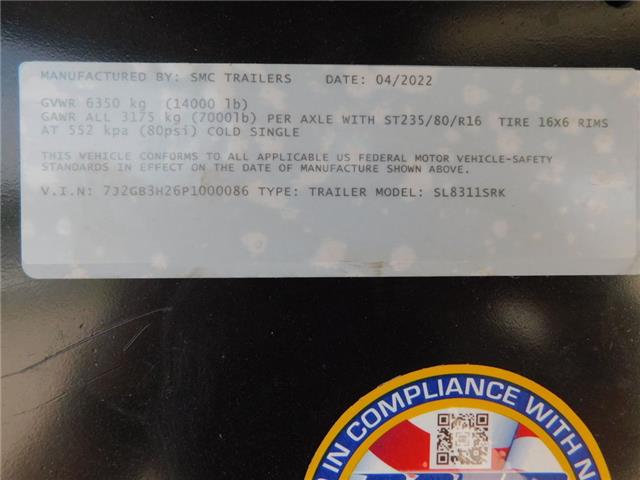 MANUFACTURED BY: SMC TRAILERS DATE: 04/2022
GVWR 6350 kg (14000 lb)
GAWR ALL 3175 kg (7000lb) PER AXLE WITH ST235/80/R16 TIRE 16X6 RIMS
AT 552 kpa (80psi) COLD SINGLE
THIS VEHICLE CONFORMS TO ALL APPLICABLE US FEDERAL MOTOR VEHICLE-SAFETY
STANDARDS IN EFFECT ON THE DATE OF MANUFACTURE SHOWN ABOVE.
V.I.N: 7J2GB3H26P1000086 TYPE: TRAILER MODEL: SL8311SRK
IN COMPLIANCE WITH